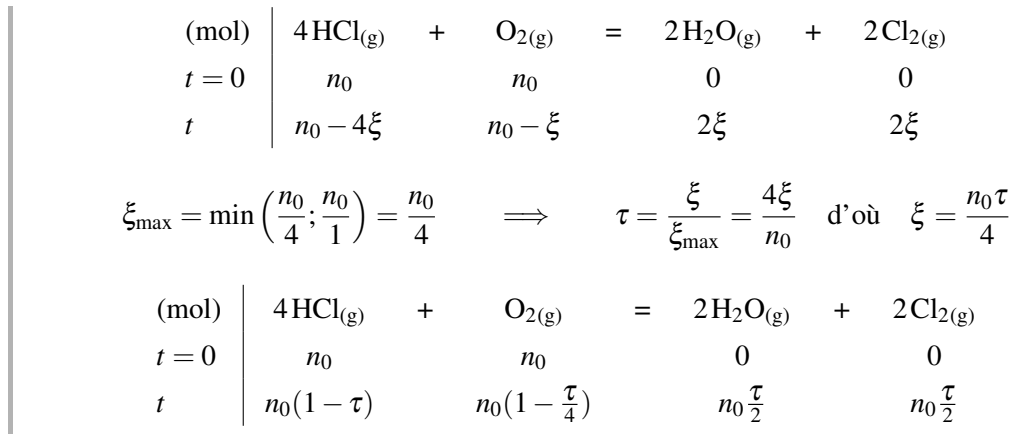 (mol) 4 HCl(g) + O2(g) = 2 H2O(g) + 2 Cl2(g)
t = 0 n0 n0 0 0
t n0 − 4ξ n0 − ξ 2ξ 2ξ
ξmax = min (n0/4 ; n0/1) = n0/4 ⟹ τ = ξ/ξmax = 4ξ/n0 d'où ξ = n0τ/4
(mol) 4 HCl(g) + O2(g) = 2 H2O(g) + 2 Cl2(g)
t = 0 n0 n0 0 0
t n0(1 − τ) n0(1 − τ/4) n0 τ/2 n0 τ/2